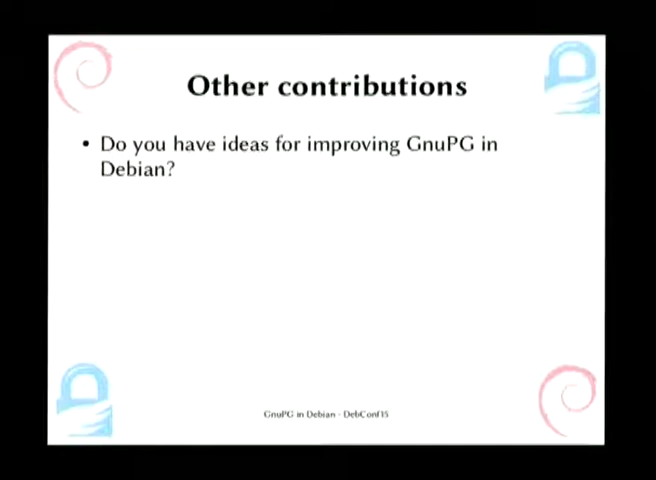 Other contributions
• Do you have ideas for improving GnuPG in
Debian?
GnuPG in Debian - DebConf15